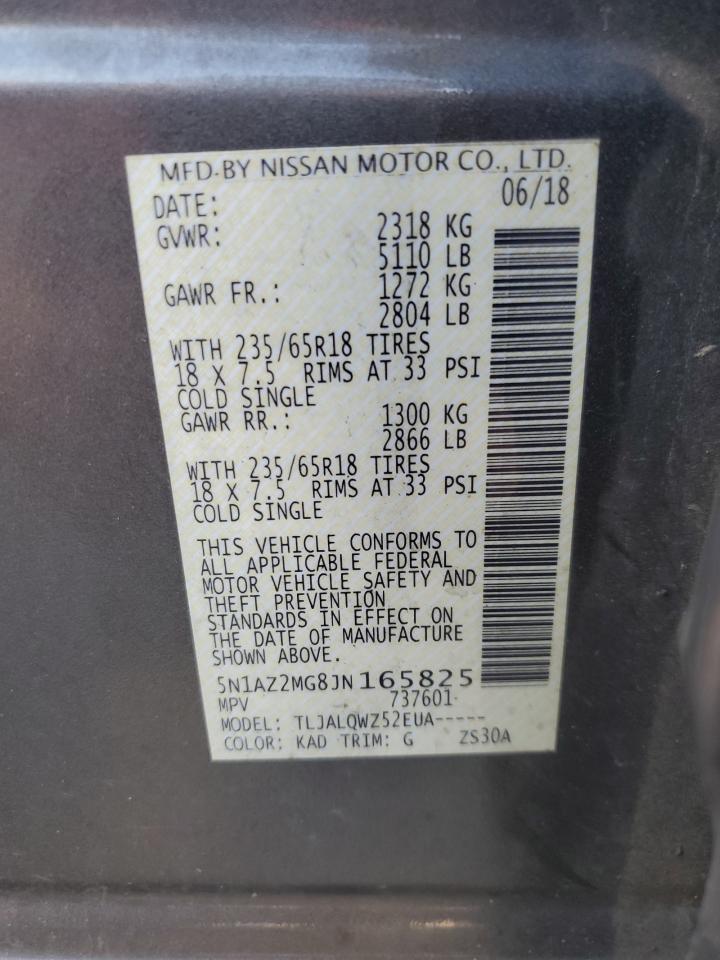 MFD-BY NISSAN MOTOR CO., LTD.
DATE: 06/18
GVWR: 2318 KG
5110 LB
GAWR FR.: 1272 KG
2804 LB
WITH 235/65R18 TIRES
18 X 7.5 RIMS AT 33 PSI
COLD SINGLE
GAWR RR.: 1300 KG
2866 LB
WITH 235/65R18 TIRES
18 X 7.5 RIMS AT 33 PSI
COLD SINGLE
THIS VEHICLE CONFORMS TO
ALL APPLICABLE FEDERAL
MOTOR VEHICLE SAFETY AND
THEFT PREVENTION
STANDARDS IN EFFECT ON
THE DATE OF MANUFACTURE
SHOWN ABOVE.
5N1AZ2MG8JN165825
MPV 737601-
MODEL: TLJALQWZ52EUA-----
COLOR: KAD TRIM: G ZS30A